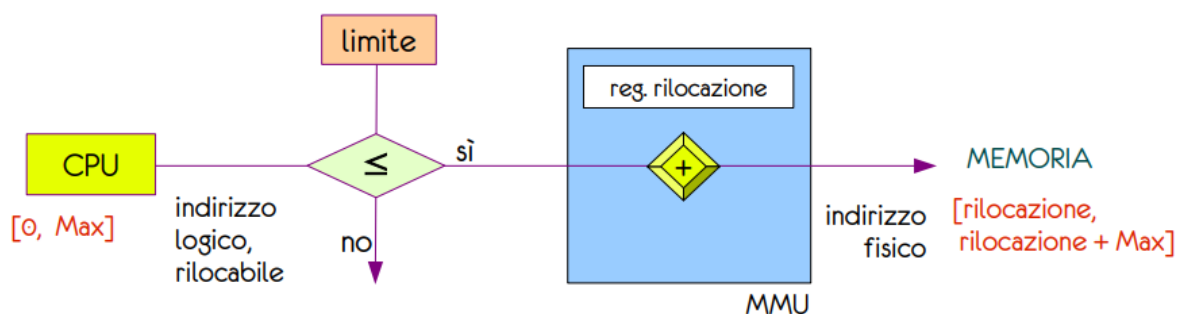 limite
reg. rilocazione
CPU
≤
sì
+
MEMORIA
[0, Max]
indirizzo
logico,
rilocabile
no
indirizzo
fisico
[rilocazione,
rilocazione + Max]
MMU